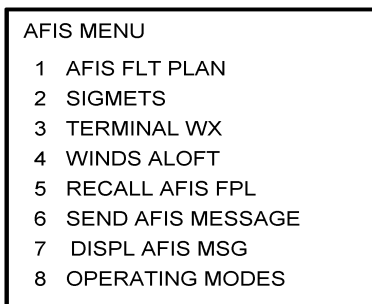 AFIS MENU
1 AFIS FLT PLAN
2 SIGMETS
3 TERMINAL WX
4 WINDS ALOFT
5 RECALL AFIS FPL
6 SEND AFIS MESSAGE
7 DISPL AFIS MSG
8 OPERATING MODES